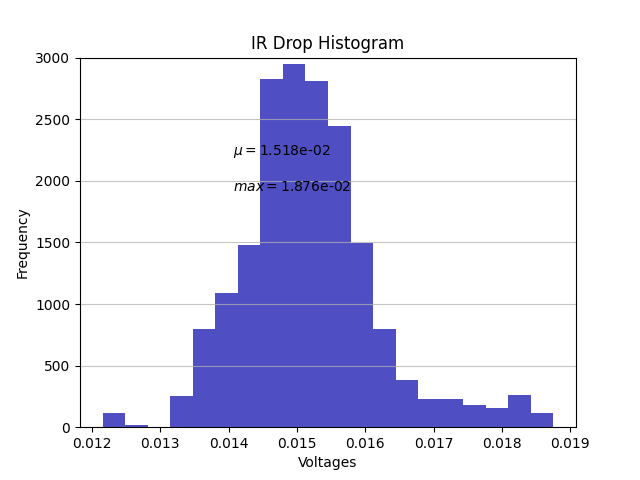 IR Drop Histogram
3000
2500
2000
1500
1000
500
0
Frequency
μ = 1.518e-02
max = 1.876e-02
0.012 0.013 0.014 0.015 0.016 0.017 0.018 0.019
Voltages